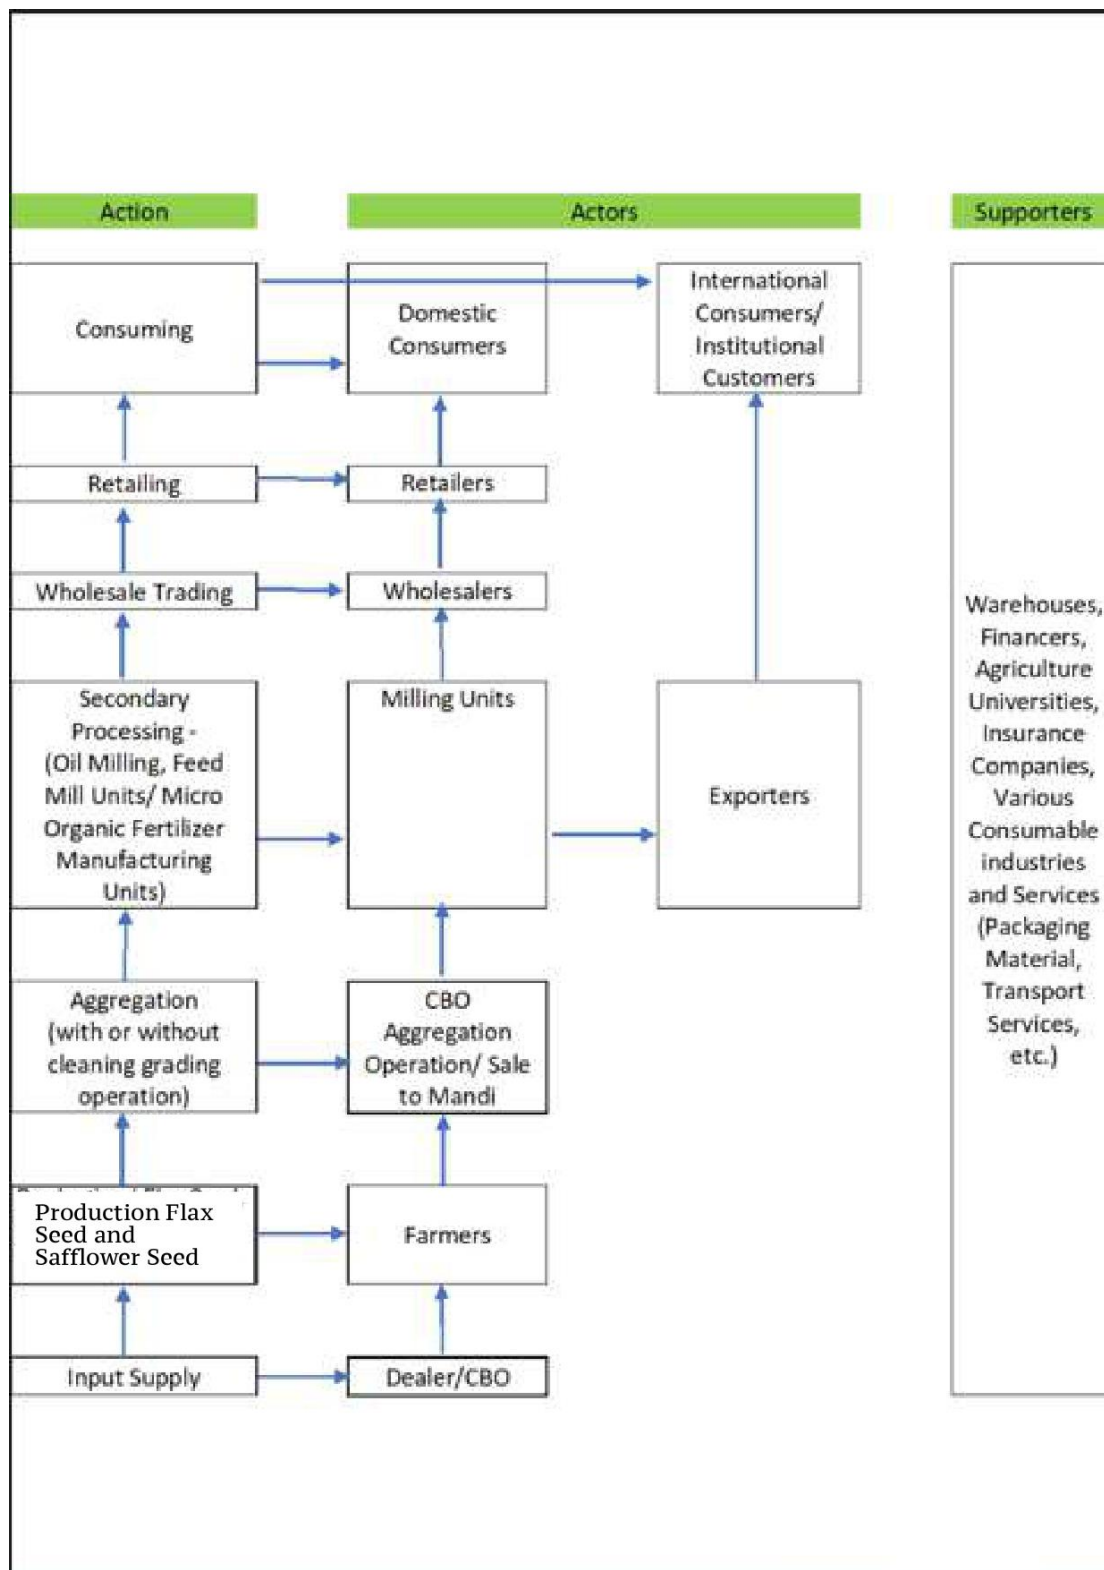 Action
Actors
Supporters
Consuming
Domestic
Consumers
International
Consumers/
Institutional
Customers
Retailing
Retailers
Wholesale Trading
Wholesalers
Secondary
Processing -
(Oil Milling, Feed
Mill Units/ Micro
Organic Fertilizer
Manufacturing
Units)
Milling Units
Exporters
Aggregation
(with or without
cleaning grading
operation)
CBO
Aggregation
Operation/ Sale
to Mandi
Production Flax
Seed and
Safflower Seed
Farmers
Input Supply
Dealer/CBO
Warehouses,
Financers,
Agriculture
Universities,
Insurance
Companies,
Various
Consumable
industries
and Services
(Packaging
Material,
Transport
Services,
etc.)